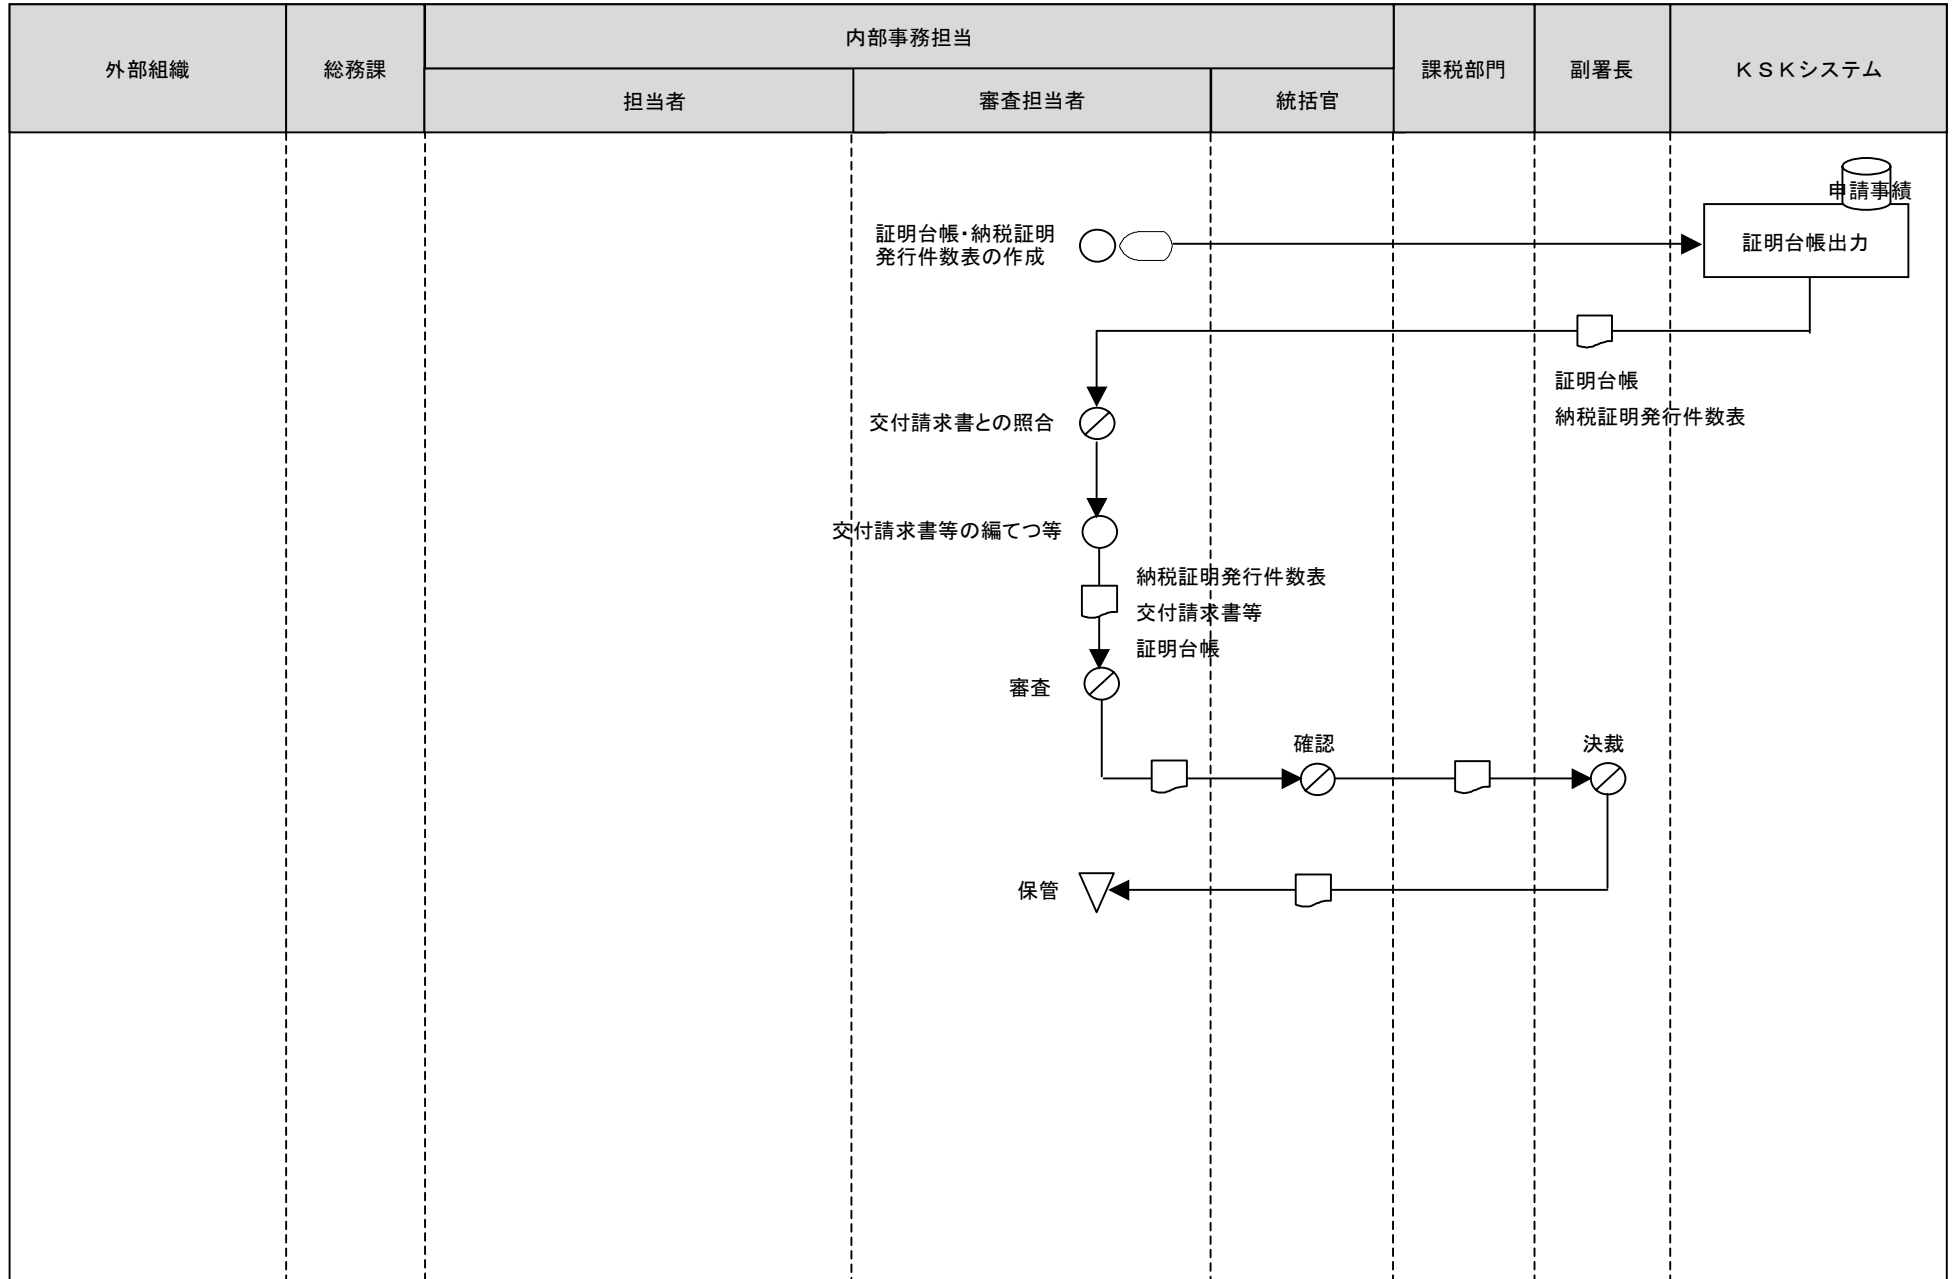 外部組織
総務課
内部事務担当
担当者
審査担当者
統括官
課税部門
副署長
ＫＳＫシステム
申請事績
証明台帳・納税証明
発行件数表の作成
証明台帳出力
証明台帳
納税証明発行件数表
交付請求書との照合
交付請求書等の編てつ等
納税証明発行件数表
交付請求書等
証明台帳
審査
確認
決裁
保管